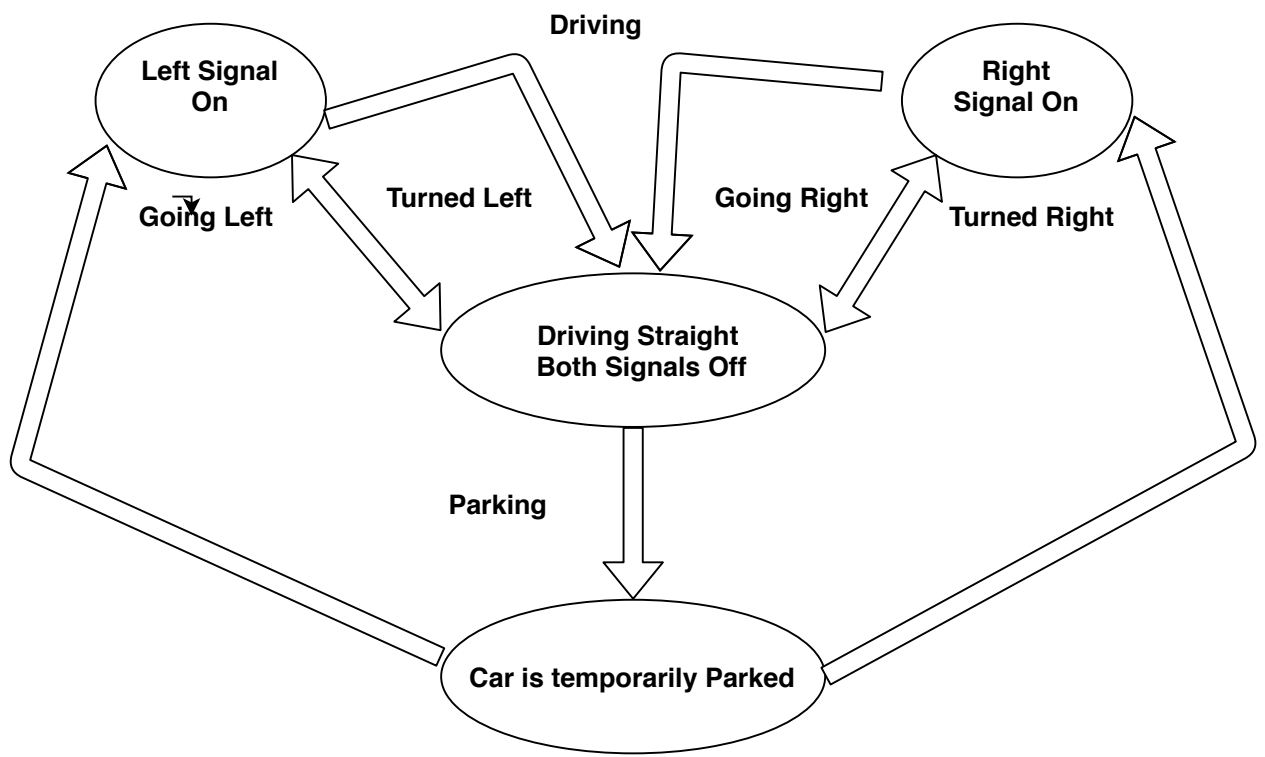 Driving
Left Signal
On
Right
Signal On
Going Left
Turned Left
Going Right
Turned Right
Driving Straight
Both Signals Off
Parking
Car is temporarily Parked